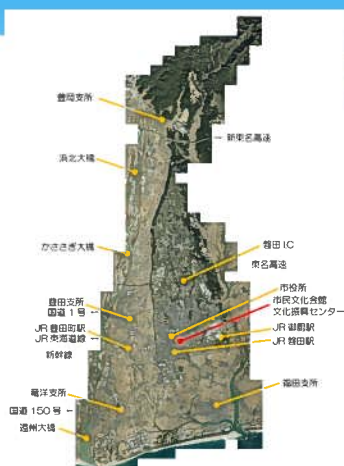 豊岡支所
新東名高速
浜北大橋
かささぎ大橋
磐田IC
東名高速
豊田支所
国道1号
市役所
市民文化会館
文化振興センター
JR豊田町駅
JR東海道線
JR御厨駅
新幹線
JR磐田駅
竜洋支所
福田支所
国道150号
遠州大橋